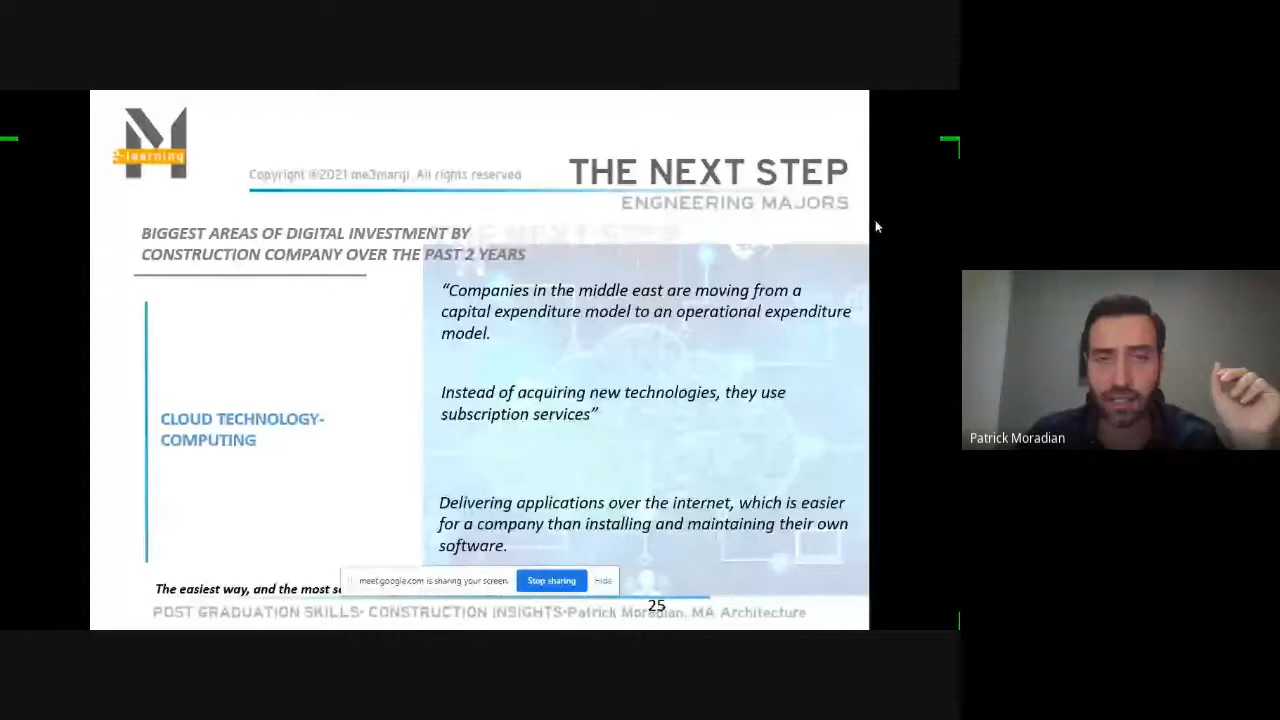 e-learning
Copyright ©2021 me3marji. All rights reserved
THE NEXT STEP
ENGNEERING MAJORS
BIGGEST AREAS OF DIGITAL INVESTMENT BY
CONSTRUCTION COMPANY OVER THE PAST 2 YEARS
“Companies in the middle east are moving from a
capital expenditure model to an operational expenditure
model.
Instead of acquiring new technologies, they use
subscription services”
CLOUD TECHNOLOGY-
COMPUTING
Delivering applications over the internet, which is easier
for a company than installing and maintaining their own
software.
The easiest way, and the most
meet.google.com is sharing your screen.
Stop sharing
Hide
25
POST GRADUATION SKILLS- CONSTRUCTION INSIGHTS-Patrick Moradian, MA Architecture
Patrick Moradian